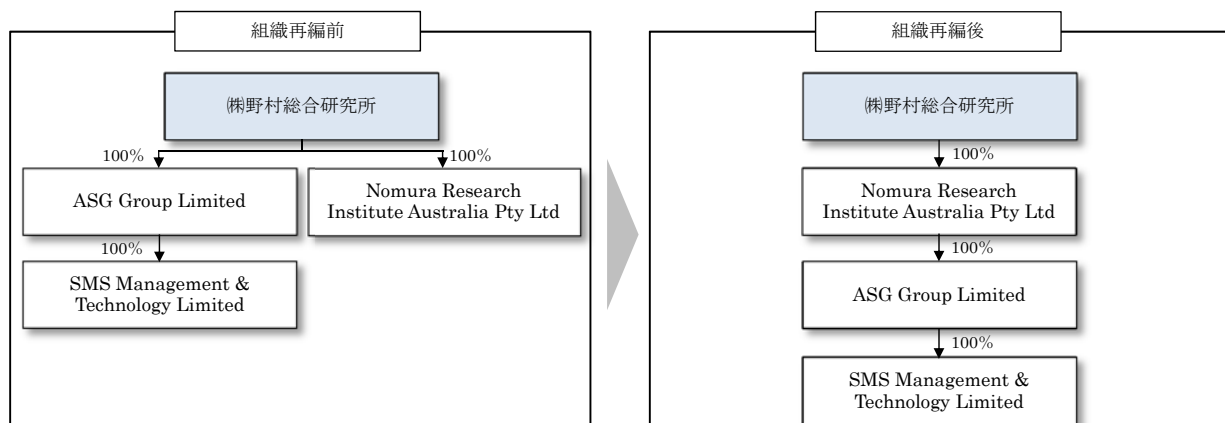 組織再編前
㈱野村総合研究所
100%
100%
ASG Group Limited
Nomura Research
Institute Australia Pty Ltd
100%
SMS Management &
Technology Limited
組織再編後
㈱野村総合研究所
100%
Nomura Research
Institute Australia Pty Ltd
100%
ASG Group Limited
100%
SMS Management &
Technology Limited